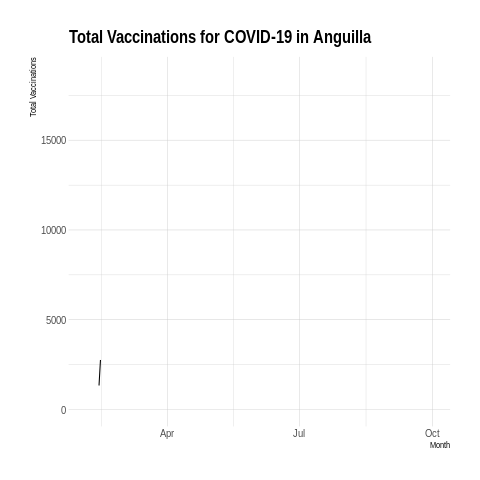 Total Vaccinations for COVID-19 in Anguilla
Total Vaccinations
15000
10000
5000
0
Apr Jul Oct
Month